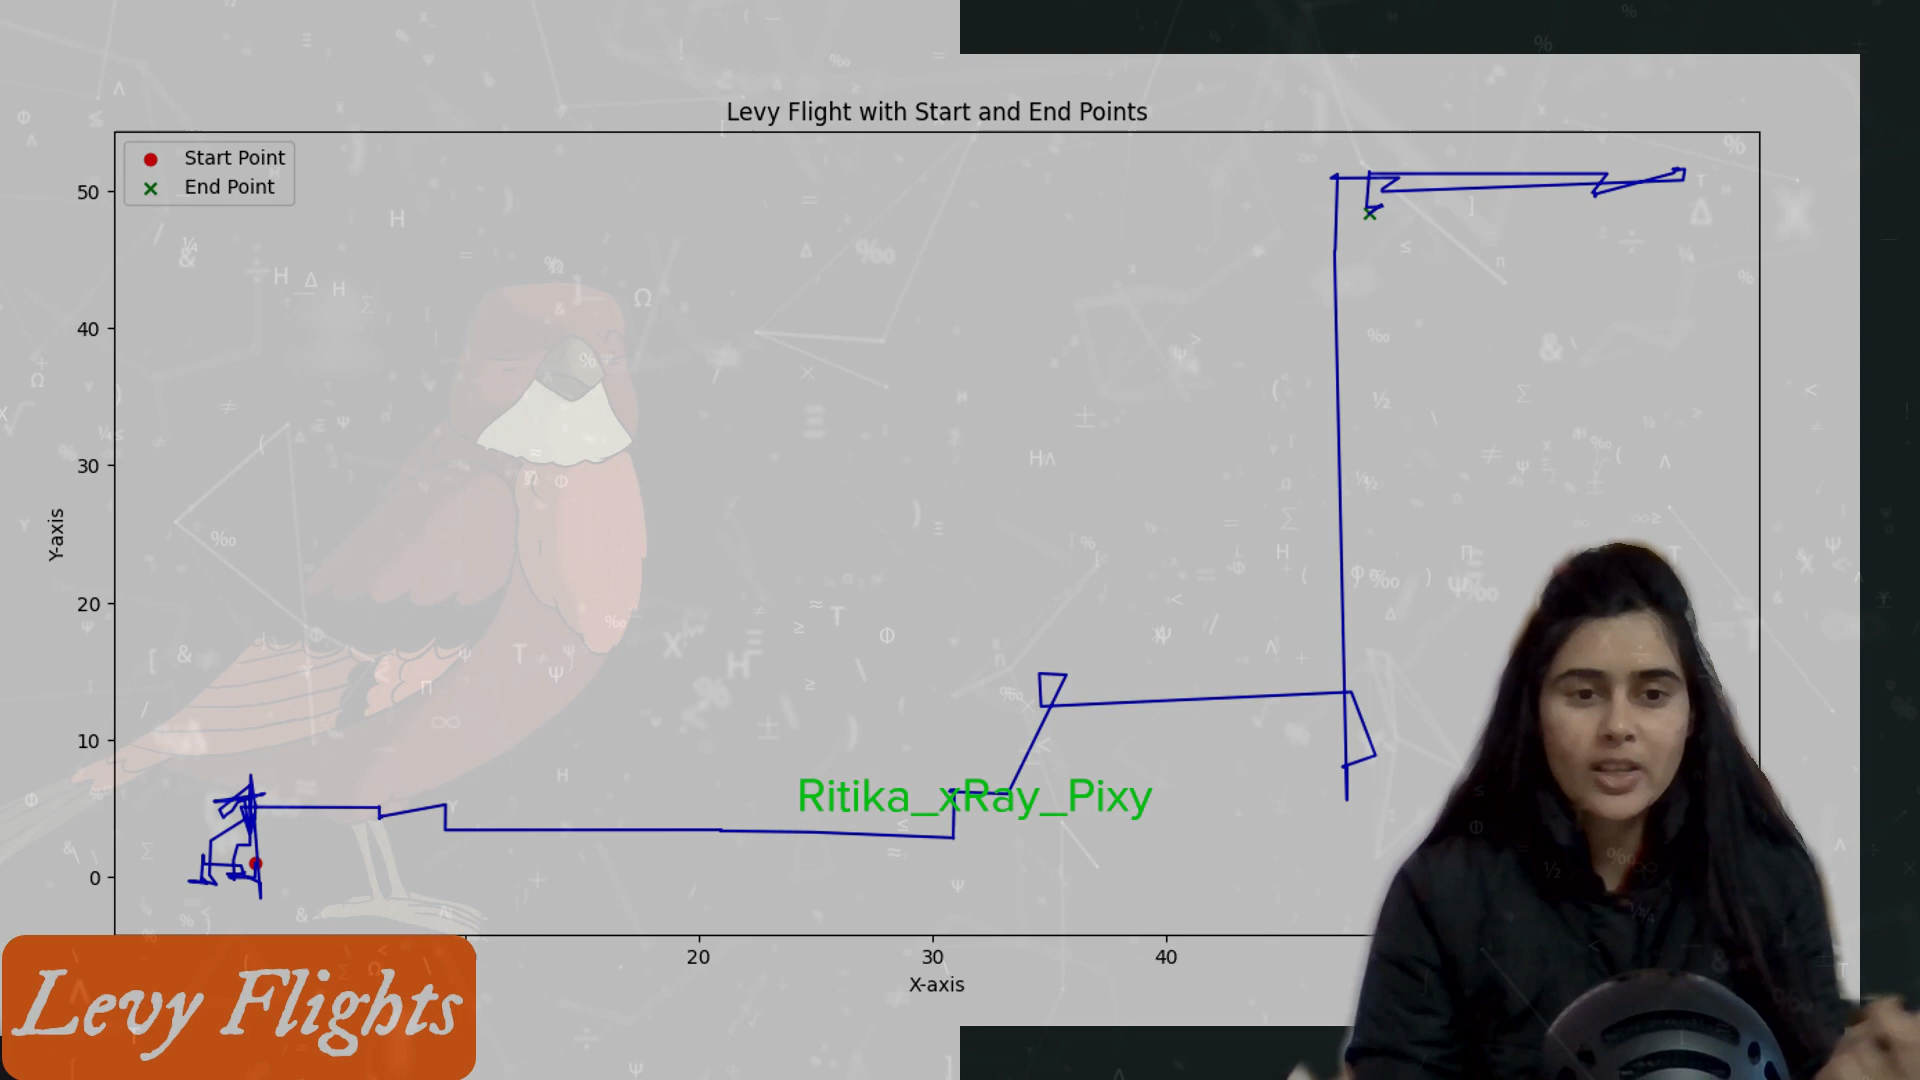 Levy Flight with Start and End Points
Start Point
End Point
50
40
30
20
10
0
Y-axis
Ritika_xRay_Pixy
20
30
40
X-axis
Levy Flights